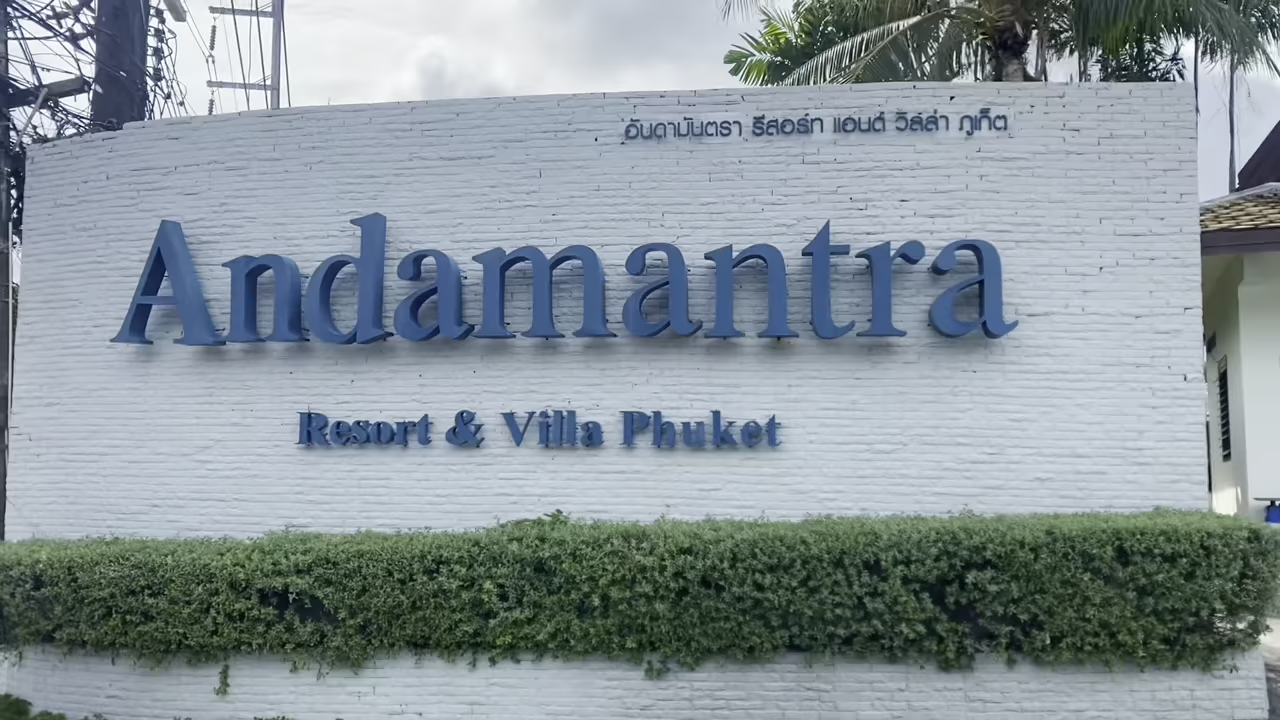 อันดามันตรา รีสอร์ท แอนด์ วิลล่า ภูเก็ต
Andamantra
Resort & Villa Phuket